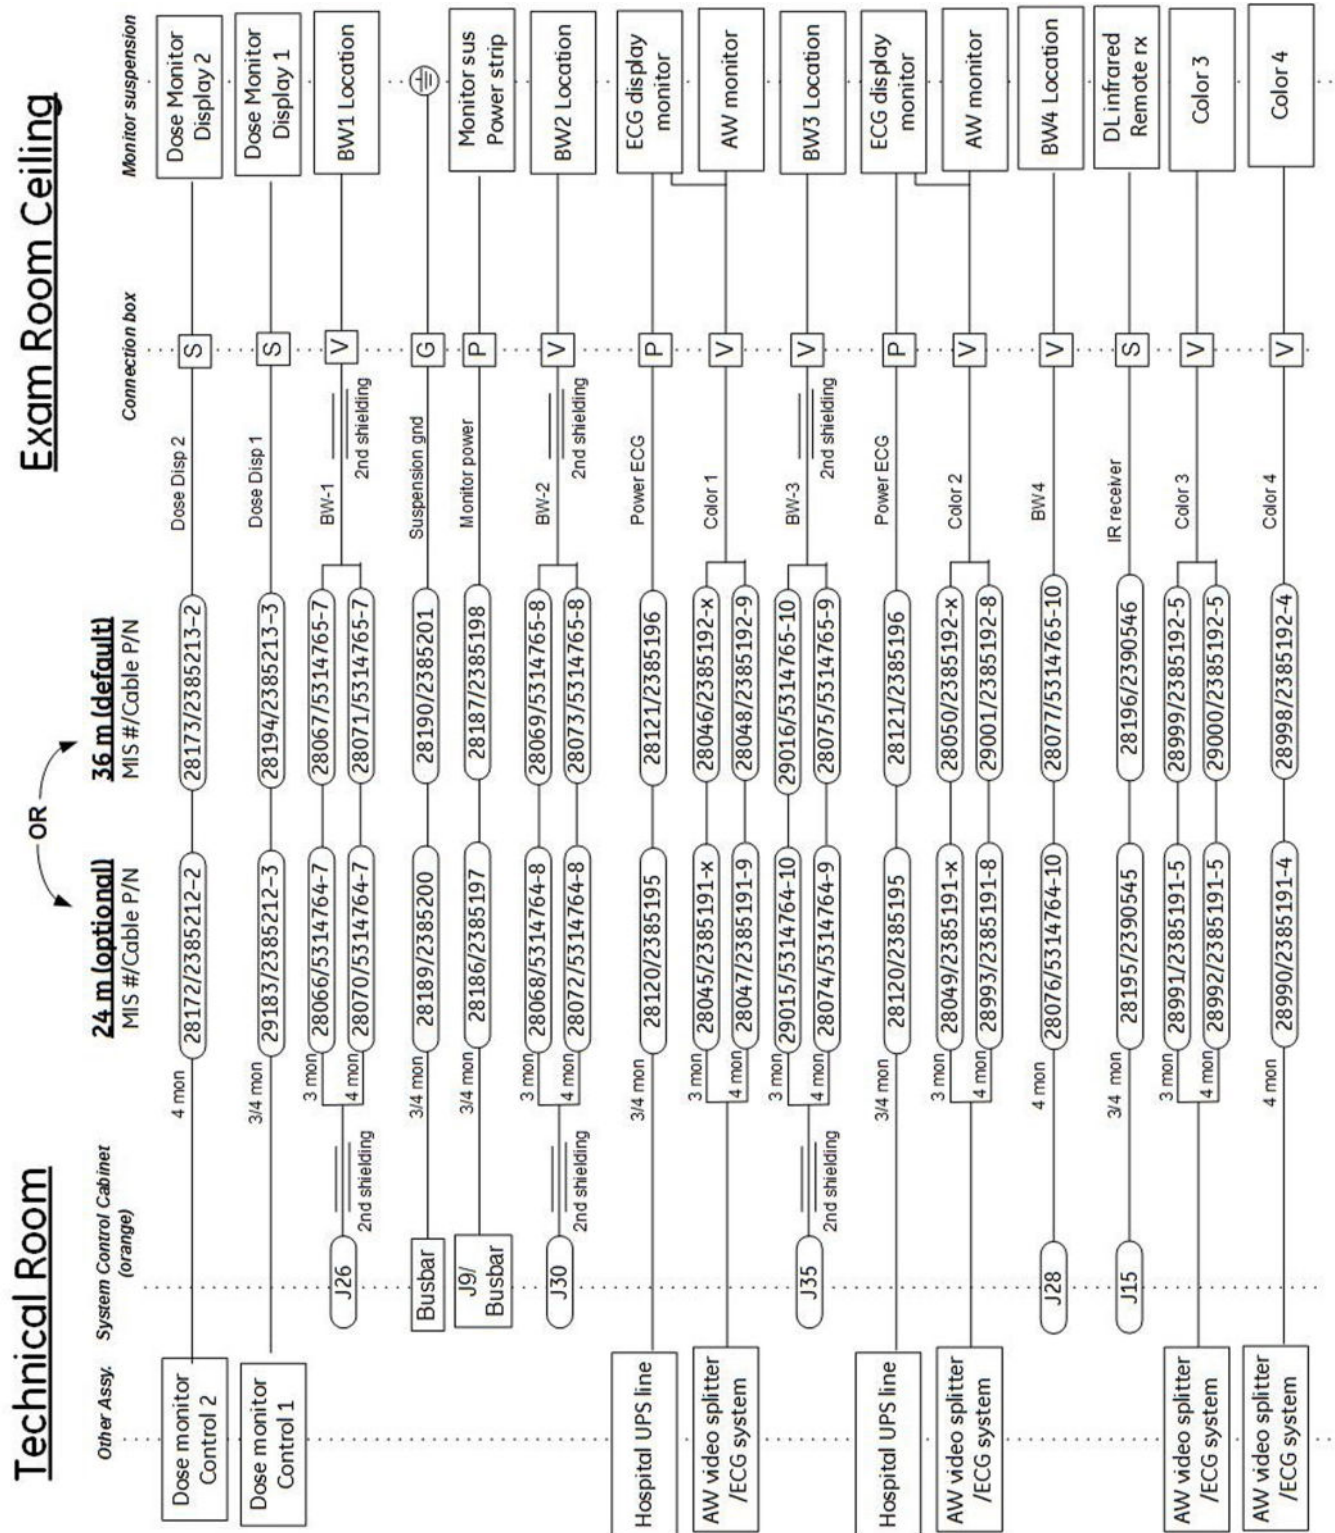 Technical Room
Exam Room Ceiling
OR
24 m (optional)
MIS #/Cable P/N
36 m (default)
MIS #/Cable P/N
Other Assy.
System Control Cabinet
(orange)
Connection box
Monitor suspension
Dose monitor
Control 2
4 mon
28172/2385212-2
28173/2385213-2
Dose Disp 2
S
Dose Monitor
Display 2
Dose monitor
Control 1
3/4 mon
29183/2385212-3
28194/2385213-3
Dose Disp 1
S
Dose Monitor
Display 1
J26
2nd shielding
3 mon
28066/5314764-7
28067/5314765-7
4 mon
28070/5314764-7
28071/5314765-7
BW-1
2nd shielding
V
BW1 Location
Busbar
3/4 mon
28189/2385200
28190/2385201
Suspension gnd
G
J9/
Busbar
3/4 mon
28186/2385197
28187/2385198
Monitor power
P
Monitor sus
Power strip
J30
2nd shielding
3 mon
28068/5314764-8
28069/5314765-8
4 mon
28072/5314764-8
28073/5314765-8
BW-2
2nd shielding
V
BW2 Location
Hospital UPS line
3/4 mon
28120/2385195
28121/2385196
Power ECG
P
ECG display
monitor
AW video splitter
/ECG system
3 mon
28045/2385191-x
28046/2385192-x
4 mon
28047/2385191-9
28048/2385192-9
Color 1
V
AW monitor
J35
2nd shielding
3 mon
29015/5314764-10
29016/5314765-10
4 mon
28074/5314764-9
28075/5314765-9
BW-3
2nd shielding
V
BW3 Location
Hospital UPS line
3/4 mon
28120/2385195
28121/2385196
Power ECG
P
ECG display
monitor
AW video splitter
/ECG system
3 mon
28049/2385191-x
28050/2385192-x
4 mon
28993/2385191-8
29001/2385192-8
Color 2
V
AW monitor
J28
4 mon
28076/5314764-10
28077/5314765-10
BW4
V
BW4 Location
J15
3/4 mon
28195/2390545
28196/2390546
IR receiver
S
DL infrared
Remote rx
AW video splitter
/ECG system
3 mon
28991/2385191-5
28999/2385192-5
4 mon
28992/2385191-5
29000/2385192-5
Color 3
V
Color 3
AW video splitter
/ECG system
4 mon
28990/2385191-4
28998/2385192-4
Color 4
V
Color 4